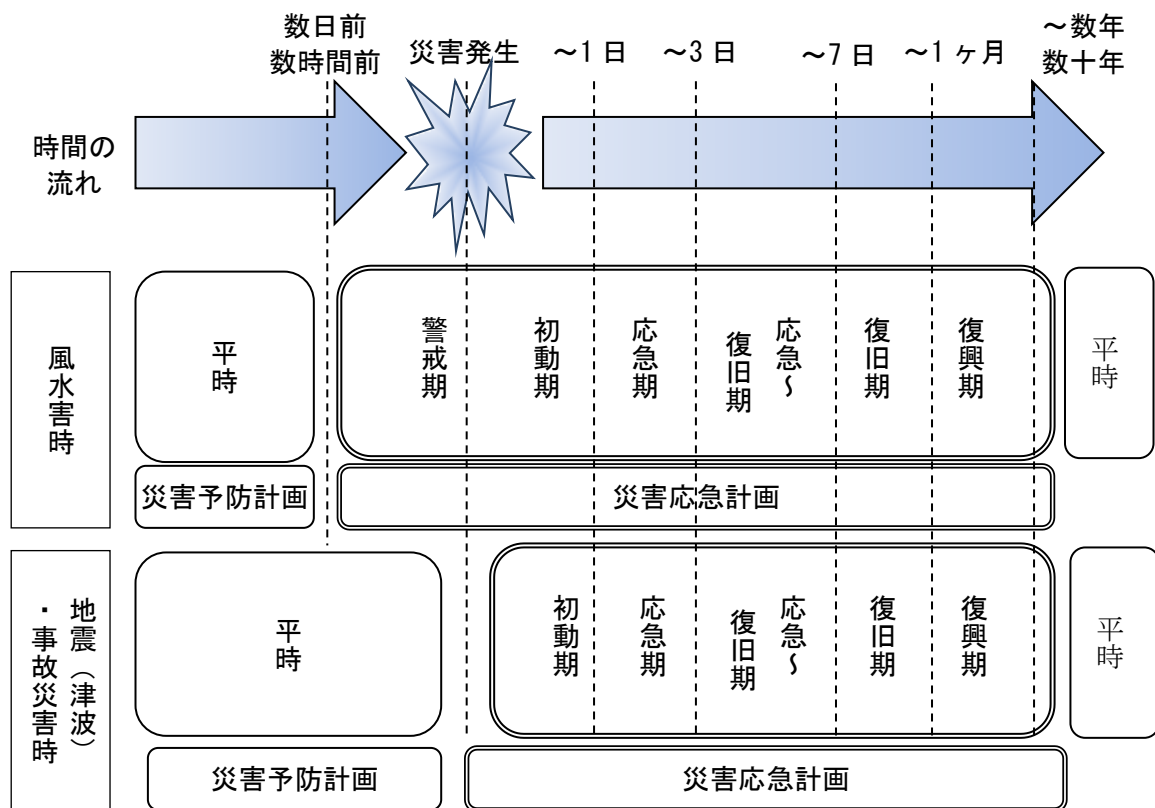 数日前
数時間前
災害発生
～1日
～3日
～7日
～1ヶ月
～数年
数十年
時間の
流れ
風水害時
平時
警戒期
初動期
応急期
応急～
復旧期
復旧期
復興期
平時
災害予防計画
災害応急計画
地震（津波）
・事故災害時
平時
初動期
応急期
応急～
復旧期
復旧期
復興期
平時
災害予防計画
災害応急計画